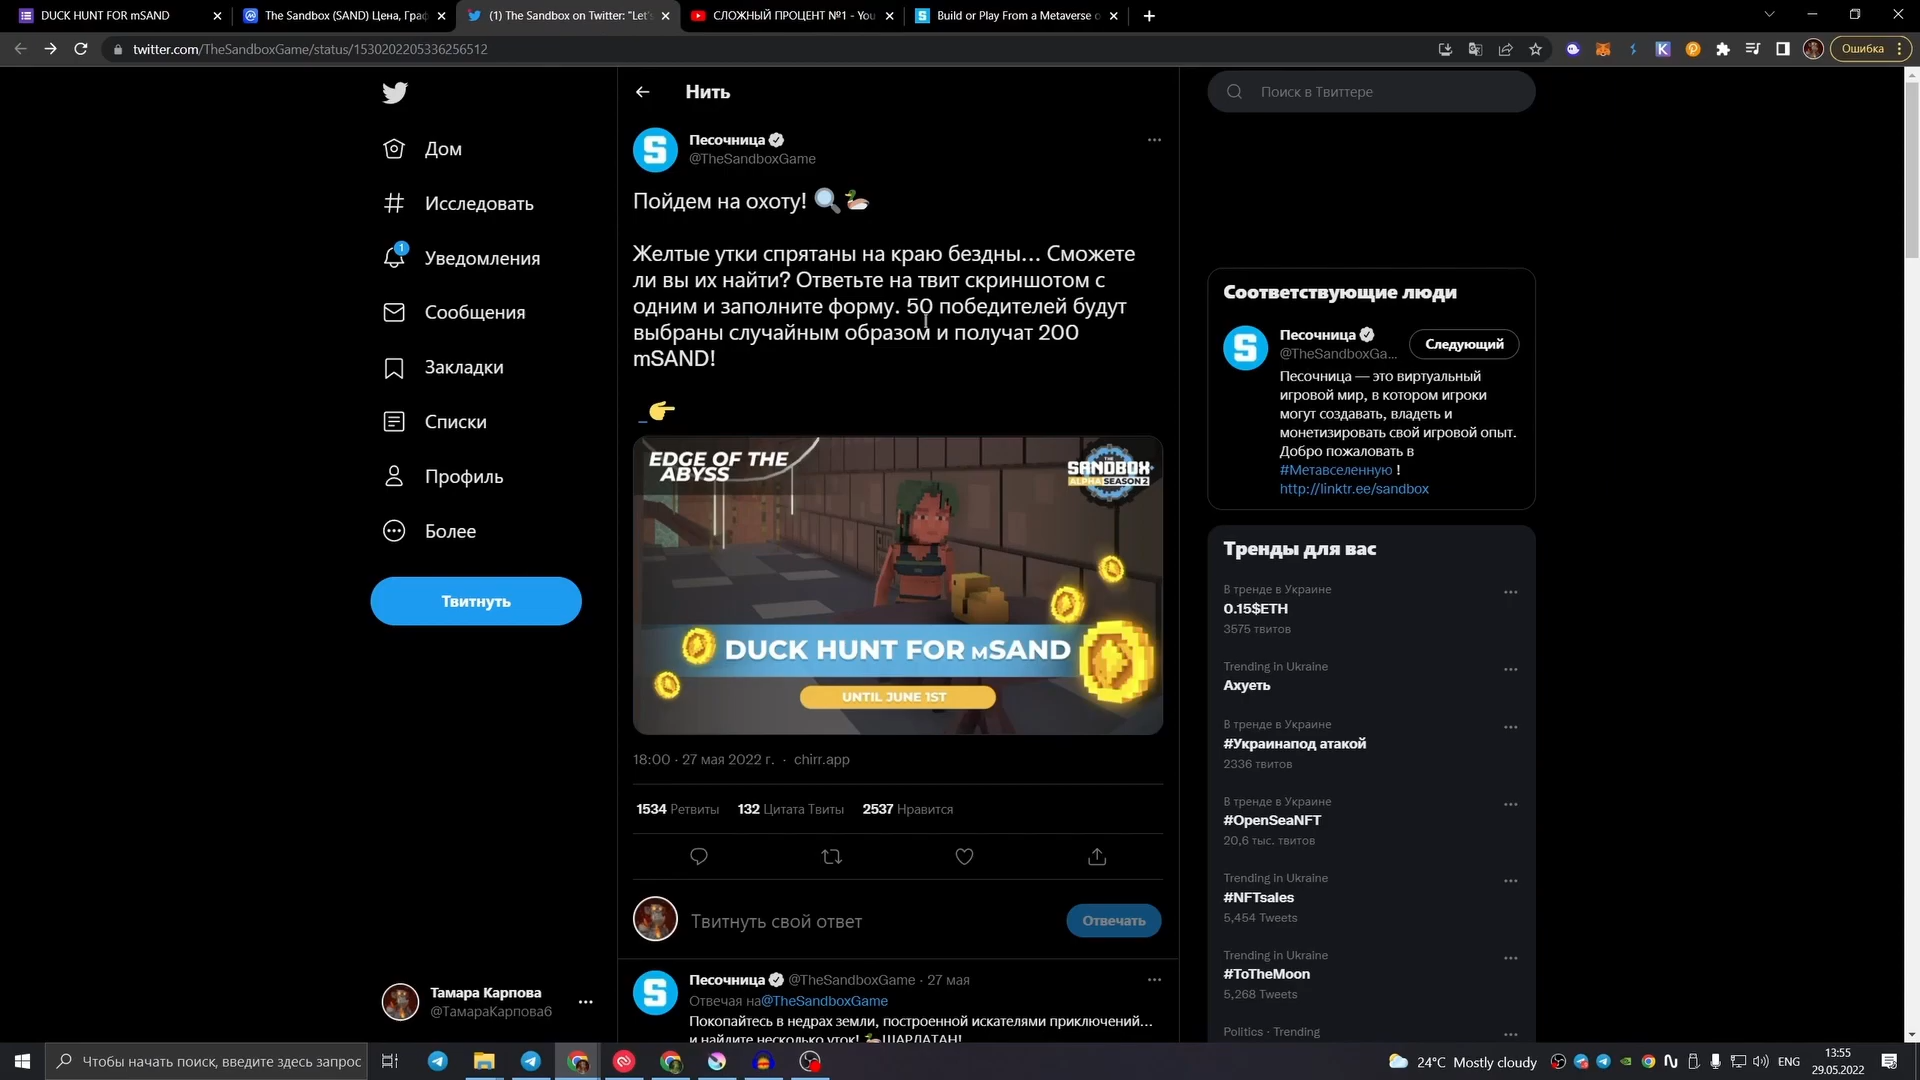 DUCK HUNT FOR mSAND
The Sandbox (SAND) Цена, Граф
(1) The Sandbox on Twitter: "Let's
СЛОЖНЫЙ ПРОЦЕНТ №1 - You
Build or Play From a Metaverse o
twitter.com/TheSandboxGame/status/1530202205336256512
Ошибка
Дом
Исследовать
1
Уведомления
Сообщения
Закладки
Списки
Профиль
Более
Твитнуть
Тамара Карпова
@ТамараКарпова6
Нить
Песочница
@TheSandboxGame
Пойдем на охоту!
Желтые утки спрятаны на краю бездны... Сможете
ли вы их найти? Ответьте на твит скриншотом с
одним и заполните форму. 50 победителей будут
выбраны случайным образом и получат 200
mSAND!
EDGE OF THE
ABYSS
THE
SANDBOX
ALPHA SEASON 2
DUCK HUNT FOR mSAND
UNTIL JUNE 1ST
18:00 · 27 мая 2022 г. · chirr.app
1534 Ретвиты 132 Цитата Твиты 2537 Нравится
Твитнуть свой ответ
Отвечать
Песочница @TheSandboxGame · 27 мая
Отвечая на@TheSandboxGame
Покопайтесь в недрах земли, построенной искателями приключений...
и найдите несколько уток! ШАРЛАТАН!
Поиск в Твиттере
Соответствующие люди
Песочница
@TheSandboxGa...
Следующий
Песочница — это виртуальный
игровой мир, в котором игроки
могут создавать, владеть и
монетизировать свой игровой опыт.
Добро пожаловать в
#Метавселенную !
http://linktr.ee/sandbox
Тренды для вас
В тренде в Украине
0.15$ETH
3575 твитов
Trending in Ukraine
Ахуеть
В тренде в Украине
#Украинапод атакой
2336 твитов
В тренде в Украине
#OpenSeaNFT
20,6 тыс. твитов
Trending in Ukraine
#NFTsales
5,454 Tweets
Trending in Ukraine
#ToTheMoon
5,268 Tweets
Politics · Trending
Чтобы начать поиск, введите здесь запрос
24°C Mostly cloudy
ENG
13:55
29.05.2022